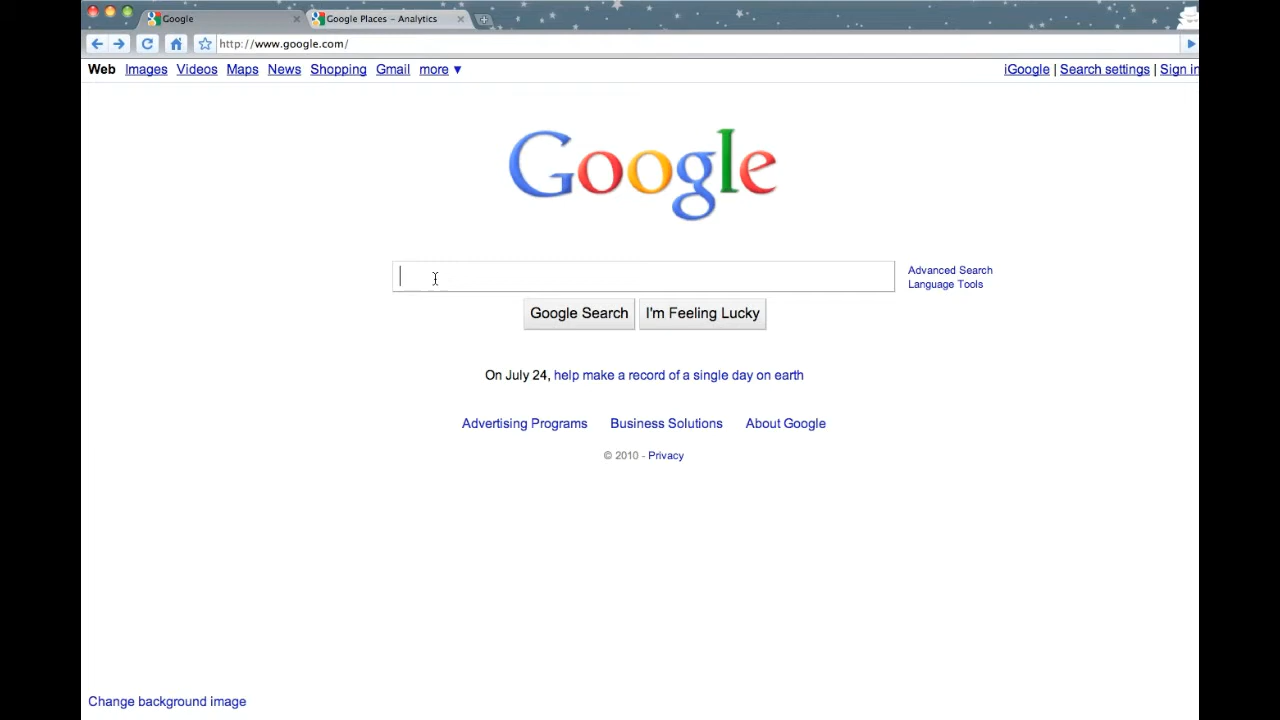 Google
Google Places - Analytics
http://www.google.com/
Web Images Videos Maps News Shopping Gmail more ▼
iGoogle | Search settings | Sign in
Google
Advanced Search
Language Tools
Google Search I'm Feeling Lucky
On July 24, help make a record of a single day on earth
Advertising Programs Business Solutions About Google
© 2010 - Privacy
Change background image